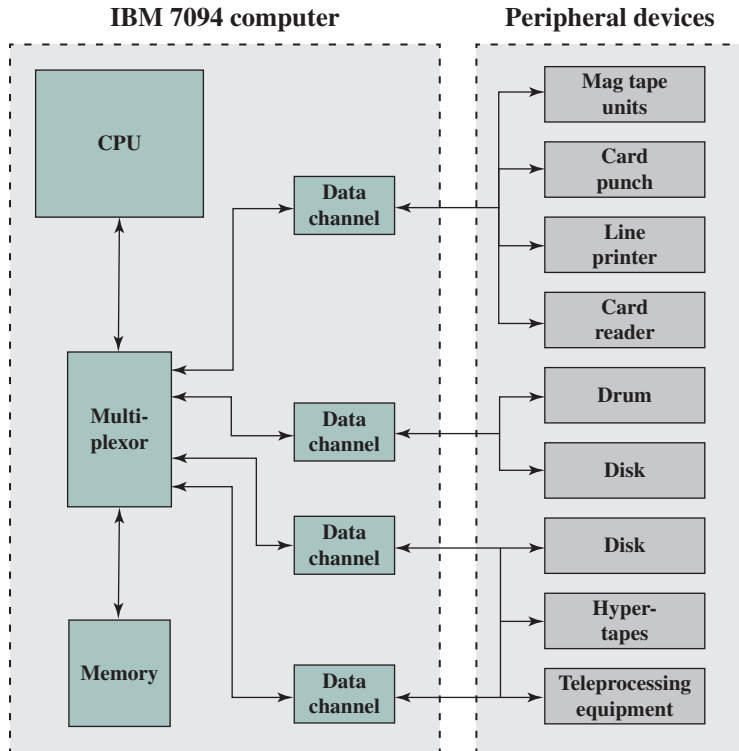 IBM 7094 computer
Peripheral devices
CPU
Multi-
plexor
Memory
Data
channel
Data
channel
Data
channel
Data
channel
Mag tape
units
Card
punch
Line
printer
Card
reader
Drum
Disk
Disk
Hyper-
tapes
Teleprocessing
equipment